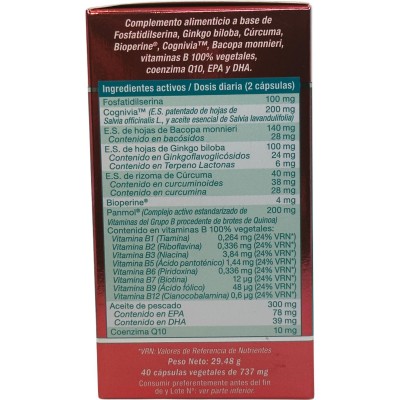 Complemento alimenticio a base de
Fosfatidilserina, Ginkgo biloba, Cúrcuma,
Bioperine®, Cognivia™, Bacopa monnieri,
vitaminas B 100% vegetales,
coenzima Q10, EPA y DHA.
Ingredientes activos / Dosis diaria (2 cápsulas)
Fosfatidilserina 100 mg
Cognivia™ (E.S. patentado de hojas de 200 mg
Salvia officinalis L., y aceite esencial de Salvia lavandulifolia)
E.S. de hojas de Bacopa monnieri 140 mg
Contenido en bacósidos 28 mg
E.S. de hojas de Ginkgo biloba 100 mg
Contenido en Ginkgoflavoglicósidos 24 mg
Contenido en Terpeno Lactonas 6 mg
E.S. de rizoma de Cúrcuma 40 mg
Contenido en curcuminoides 38 mg
Contenido en curcumina 28 mg
Bioperine® 4 mg
Panmol® (Complejo activo estandarizado de 200 mg
Vitaminas del Grupo B procedente de brotes de Quinoa)
Contenido en vitaminas B 100% vegetales:
Vitamina B1 (Tiamina) 0,264 mg (24% VRN*)
Vitamina B2 (Riboflavina) 0,336 mg (24% VRN*)
Vitamina B3 (Niacina) 3,84 mg (24% VRN*)
Vitamina B5 (Ácido pantoténico) 1,44 mg (24% VRN*)
Vitamina B6 (Piridoxina) 0,336 mg (24% VRN*)
Vitamina B7 (Biotina) 12 µg (24% VRN*)
Vitamina B9 (Ácido fólico) 48 µg (24% VRN*)
Vitamina B12 (Cianocobalamina) 0,6 µg (24% VRN*)
Aceite de pescado 300 mg
Contenido en EPA 78 mg
Contenido en DHA 39 mg
Coenzima Q10 10 mg
*VRN: Valores de Referencia de Nutrientes
Peso Neto: 29.48 g
40 cápsulas vegetales de 737 mg
Consumir preferentemente antes del fin
de y Lote Nº: ver parte inferior.